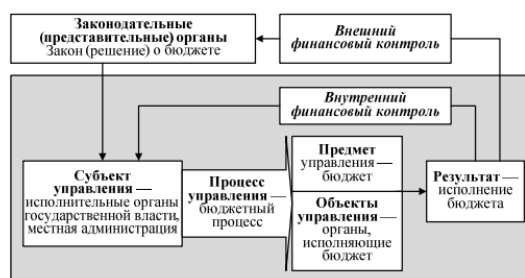 Законодательные
(представительные) органы
Закон (решение) о бюджете
Внешний
финансовый контроль
Внутренний
финансовый контроль
Субъект
управления —
исполнительные органы
государственной власти,
местная администрация
Процесс
управления —
бюджетный
процесс
Предмет
управления —
бюджет
Объекты
управления —
органы,
исполняющие
бюджет
Результат —
исполнение
бюджета